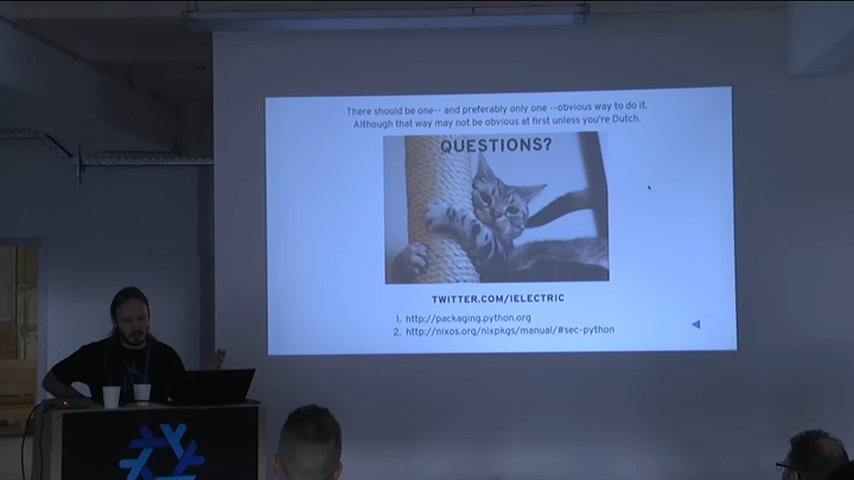 There should be one-- and preferably only one --obvious way to do it.
Although that way may not be obvious at first unless you're Dutch.
QUESTIONS?
TWITTER.COM/IELECTRIC
1. http://packaging.python.org
2. http://nixos.org/nixpkgs/manual/#sec-python